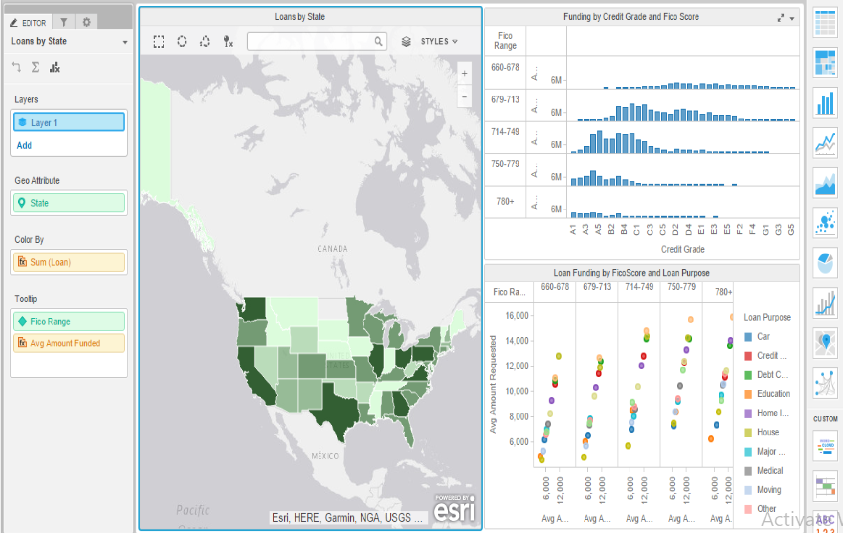 EDITOR
Loans by State
Layers
Layer 1
Add
Geo Attribute
State
Color By
Sum (Loan)
Tooltip
Fico Range
Avg Amount Funded
Loans by State
STYLES
+
−
CANADA
MÉXICO
Pacific
Esri, HERE, Garmin, NGA, USGS ...
POWERED BY
esri
Funding by Credit Grade and Fico Score
Fico
Range
660-678
A...
6M
679-713
A...
6M
714-749
A...
6M
750-779
A...
6M
780+
A...
6M
A1 A3 A5 B2 B4 C1 C3 C5 D2 D4 E1 E3 E5 F2 F4 G1 G3 G5
Credit Grade
Loan Funding by FicoScore and Loan Purpose
Fico Ra... 660-678 679-713 714-749 750-779 780+
Avg Amount Requested
16,000
14,000
12,000
10,000
8,000
6,000
6,000 12,000 6,000 12,000 6,000 12,000 6,000 12,000 6,000 12,000
Avg A... Avg A... Avg A... Avg A... Avg A...
Loan Purpose
Car
Credit ...
Debt C...
Education
Home I...
House
Major ...
Medical
Moving
Other
CUSTOM
ABC
1 2 3
Activate W